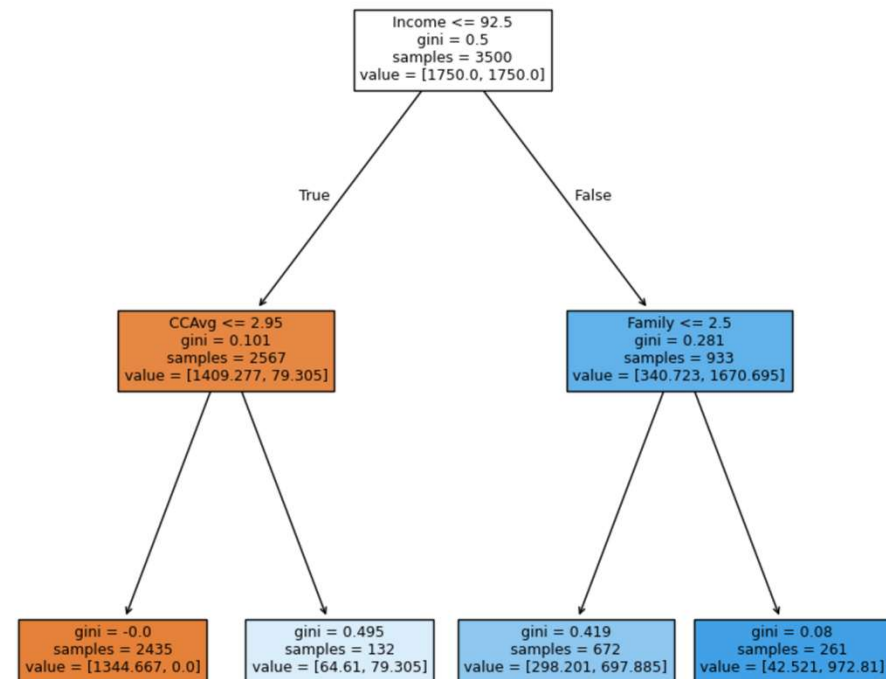 Income <= 92.5
gini = 0.5
samples = 3500
value = [1750.0, 1750.0]
True
False
CCAvg <= 2.95
gini = 0.101
samples = 2567
value = [1409.277, 79.305]
Family <= 2.5
gini = 0.281
samples = 933
value = [340.723, 1670.695]
gini = -0.0
samples = 2435
value = [1344.667, 0.0]
gini = 0.495
samples = 132
value = [64.61, 79.305]
gini = 0.419
samples = 672
value = [298.201, 697.885]
gini = 0.08
samples = 261
value = [42.521, 972.81]